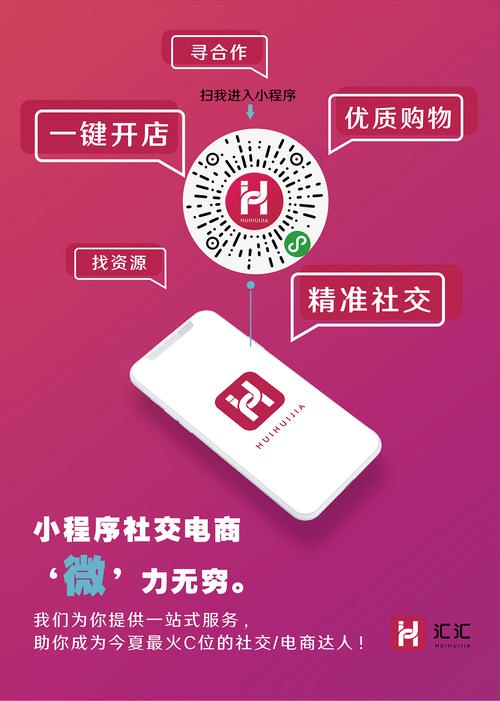 寻合作
扫我进入小程序
一键开店
优质购物
HUIHUIJIA
找资源
精准社交
HUIHUIJIA
小程序社交电商
‘微’力无穷。
我们为你提供一站式服务，
助你成为今夏最火C位的社交/电商达人！
汇汇
HUIHUIJIA